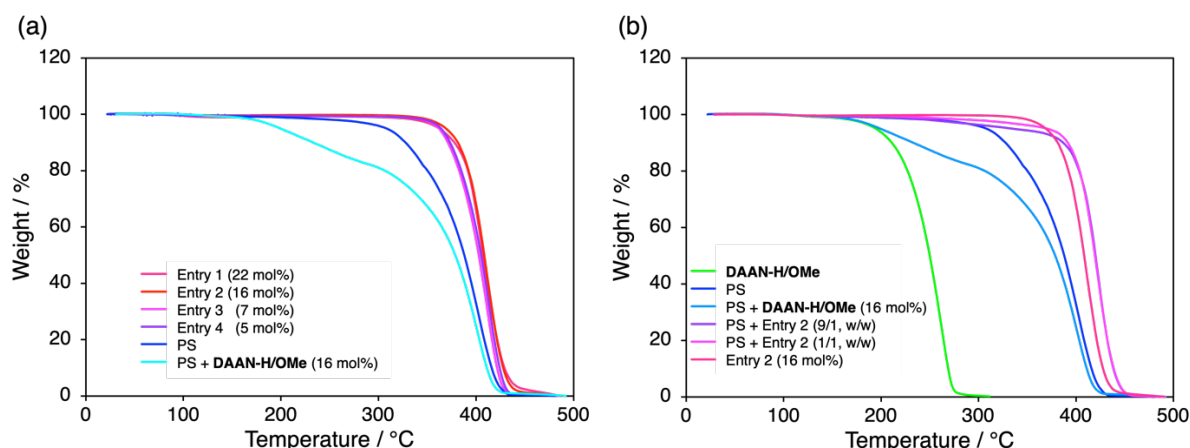 (a)
120
100
80
60
40
20
0
Weight / %
Entry 1 (22 mol%)
Entry 2 (16 mol%)
Entry 3 (7 mol%)
Entry 4 (5 mol%)
PS
PS + DAAN-H/OMe (16 mol%)
0 100 200 300 400 500
Temperature / °C
(b)
120
100
80
60
40
20
0
Weight / %
DAAN-H/OMe
PS
PS + DAAN-H/OMe (16 mol%)
PS + Entry 2 (9/1, w/w)
PS + Entry 2 (1/1, w/w)
Entry 2 (16 mol%)
0 100 200 300 400 500
Temperature / °C